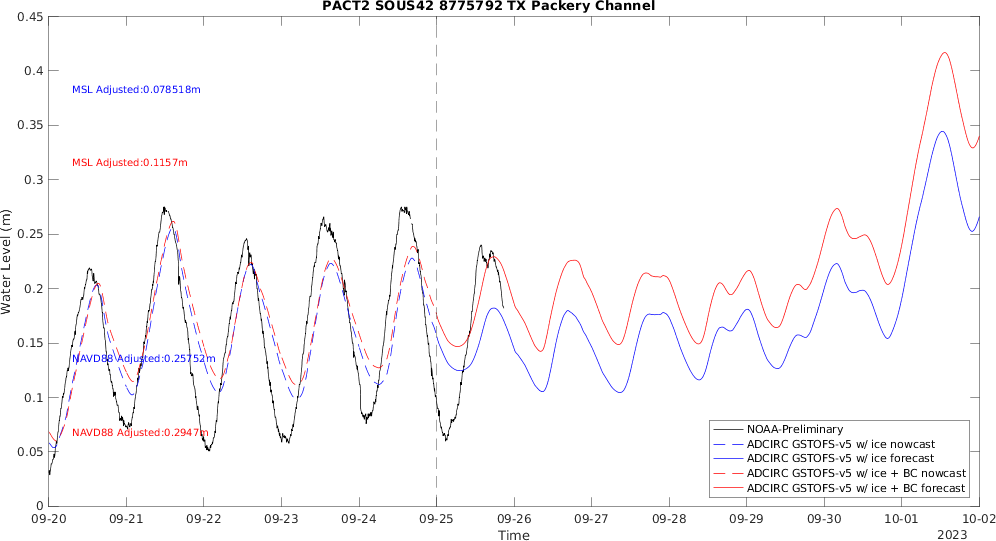 PACT2 SOUS42 8775792 TX Packery Channel
0.45
0.4
0.35
0.3
0.25
0.2
0.15
0.1
0.05
0
Water Level (m)
MSL Adjusted:0.078518m
MSL Adjusted:0.1157m
NAVD88 Adjusted:0.25752m
NAVD88 Adjusted:0.2947m
NOAA-Preliminary
ADCIRC GSTOFS-v5 w/ ice nowcast
ADCIRC GSTOFS-v5 w/ ice forecast
ADCIRC GSTOFS-v5 w/ ice + BC nowcast
ADCIRC GSTOFS-v5 w/ ice + BC forecast
09-20 09-21 09-22 09-23 09-24 09-25 09-26 09-27 09-28 09-29 09-30 10-01 10-02
Time
2023